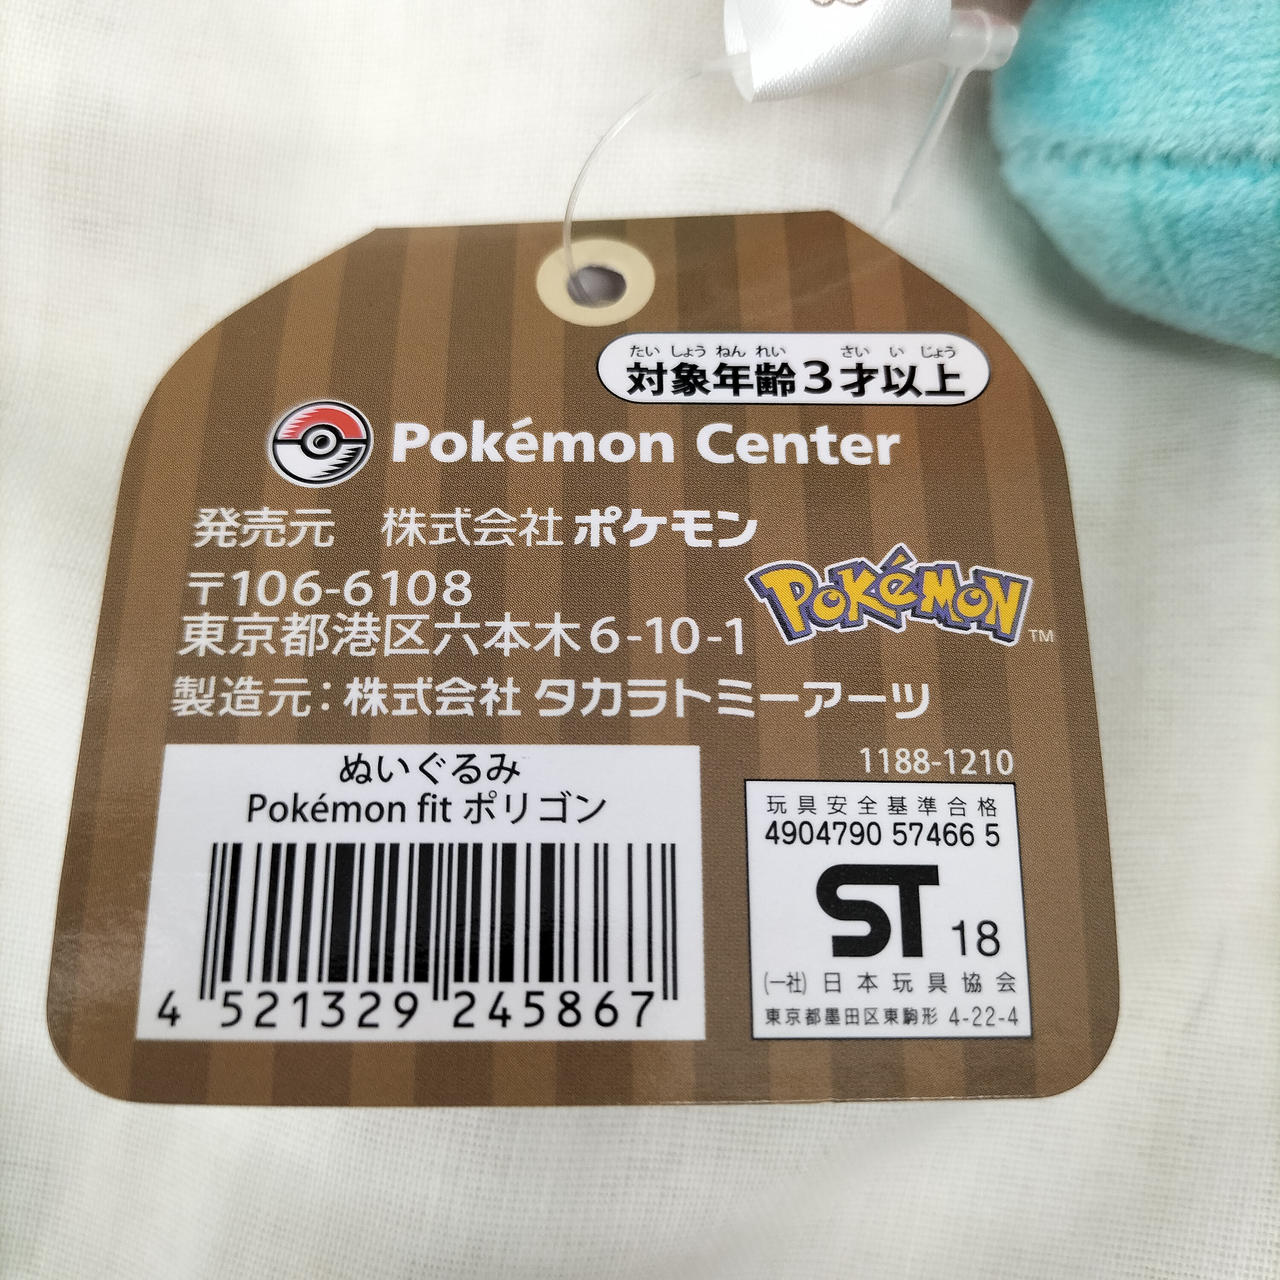 たい しょう ねん れい さい い じょう
対象年齢3才以上
Pokémon Center
発売元 株式会社ポケモン
〒106-6108
東京都港区六本木6-10-1
POKéMON TM
製造元：株式会社 タカラトミーアーツ
ぬいぐるみ
Pokémon fit ポリゴン
4 521329 245867
1188-1210
玩具安全基準合格
4904790 57466 5
ST 18
(一社) 日本玩具協会
東京都墨田区東駒形 4-22-4